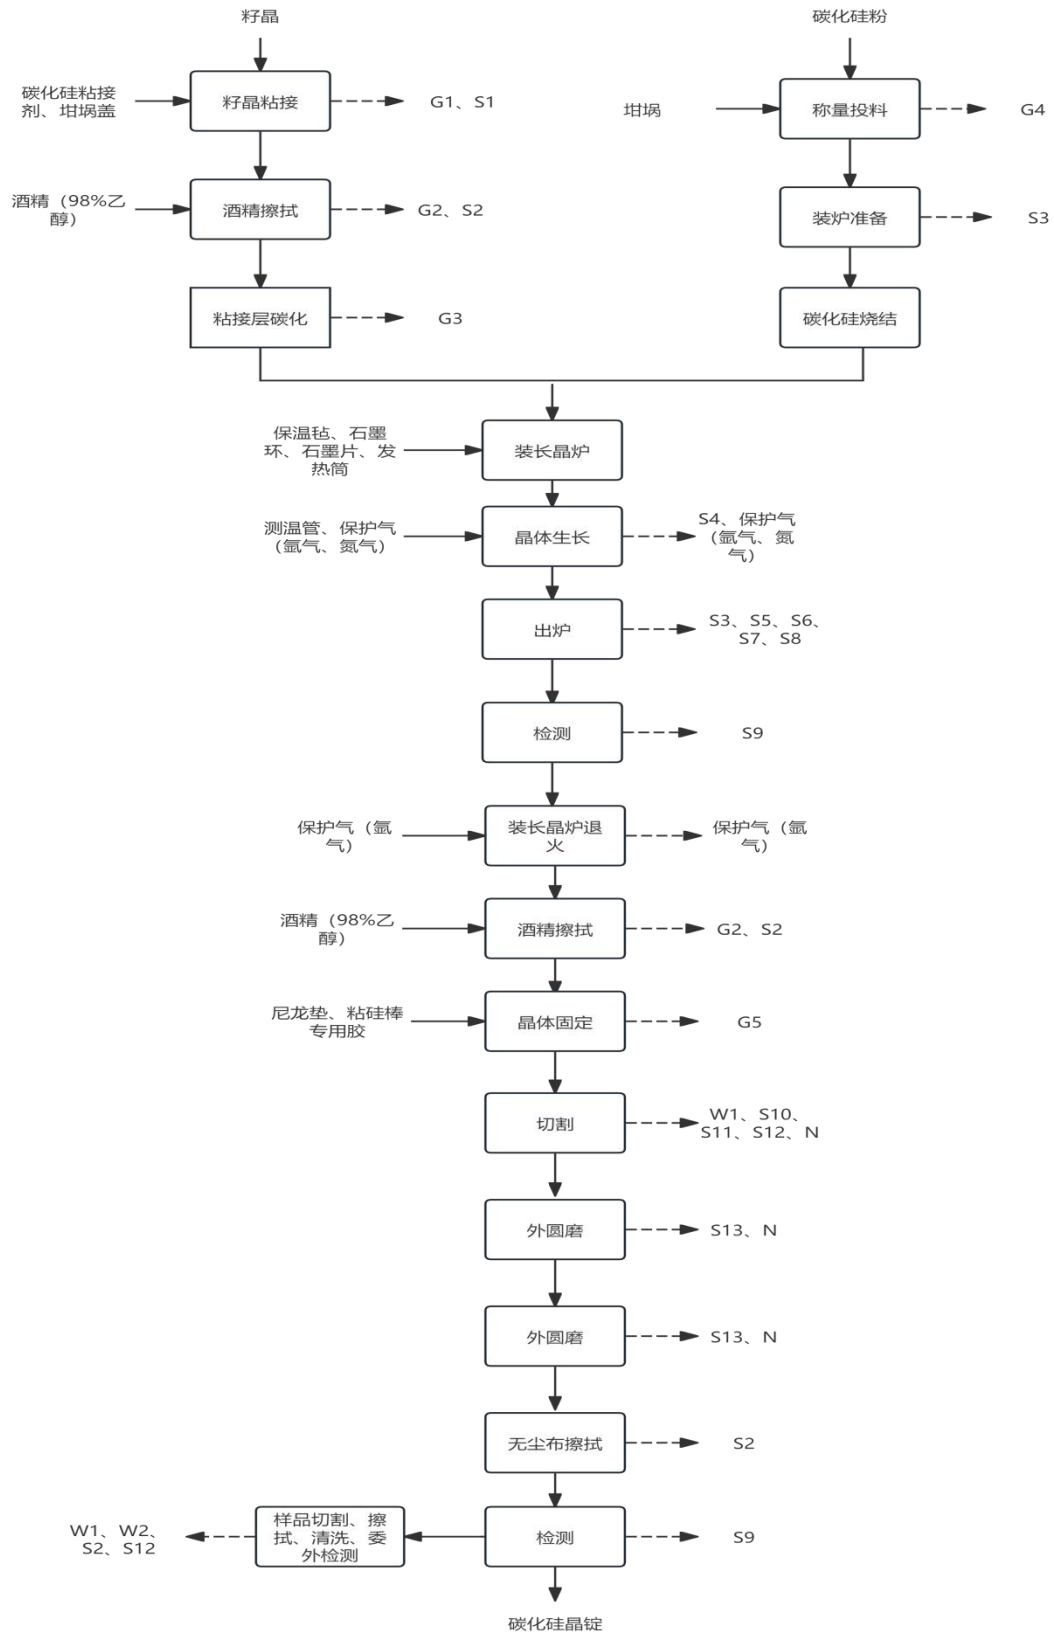 籽晶
碳化硅粉
碳化硅粘接
剂、坩埚盖
籽晶粘接
G1、S1
坩埚
称量投料
G4
酒精（98%乙
醇）
酒精擦拭
G2、S2
装炉准备
S3
粘接层碳化
G3
碳化硅烧结
保温毡、石墨
环、石墨片、发
热筒
装长晶炉
测温管、保护气
（氩气、氮气）
晶体生长
S4、保护气
（氩气、氮
气）
出炉
S3、S5、S6、
S7、S8
检测
S9
保护气（氩
气）
装长晶炉退
火
保护气（氩
气）
酒精（98%乙
醇）
酒精擦拭
G2、S2
尼龙垫、粘硅棒
专用胶
晶体固定
G5
切割
W1、S10、
S11、S12、N
外圆磨
S13、N
外圆磨
S13、N
无尘布擦拭
S2
W1、W2、
S2、S12
样品切割、擦
拭、清洗、委
外检测
检测
S9
碳化硅晶锭